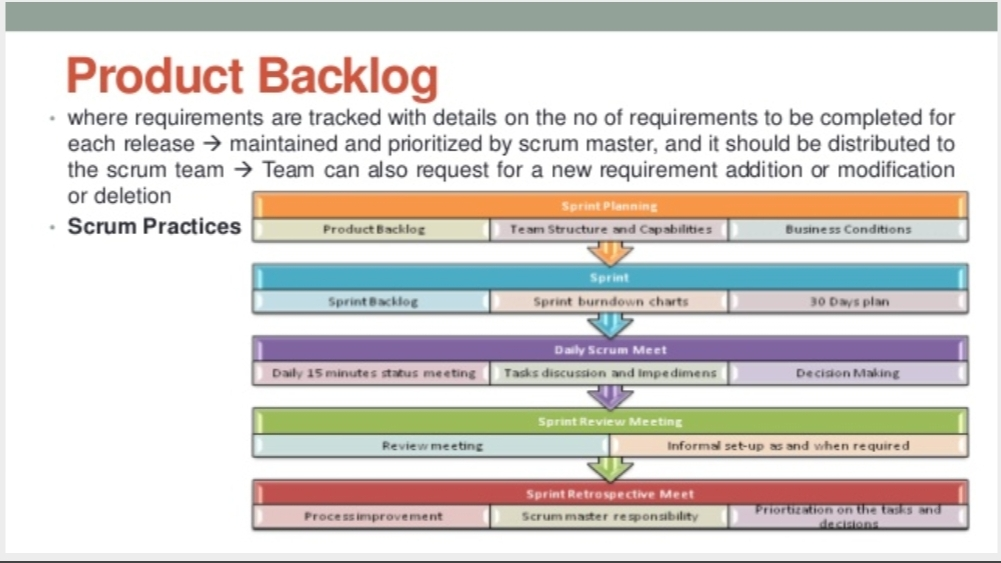 Product Backlog
• where requirements are tracked with details on the no of requirements to be completed for
each release → maintained and prioritized by scrum master, and it should be distributed to
the scrum team → Team can also request for a new requirement addition or modification
or deletion
• Scrum Practices
Sprint Planning
Product Backlog Team Structure and Capabilities Business Conditions
Sprint
Sprint Backlog Sprint burndown charts 30 Days plan
Daily Scrum Meet
Daily 15 minutes status meeting Tasks discussion and Impedimens Decision Making
Sprint Review Meeting
Review meeting Informal set-up as and when required
Sprint Retrospective Meet
Process improvement Scrum master responsibility Priortization on the tasks and
decisions